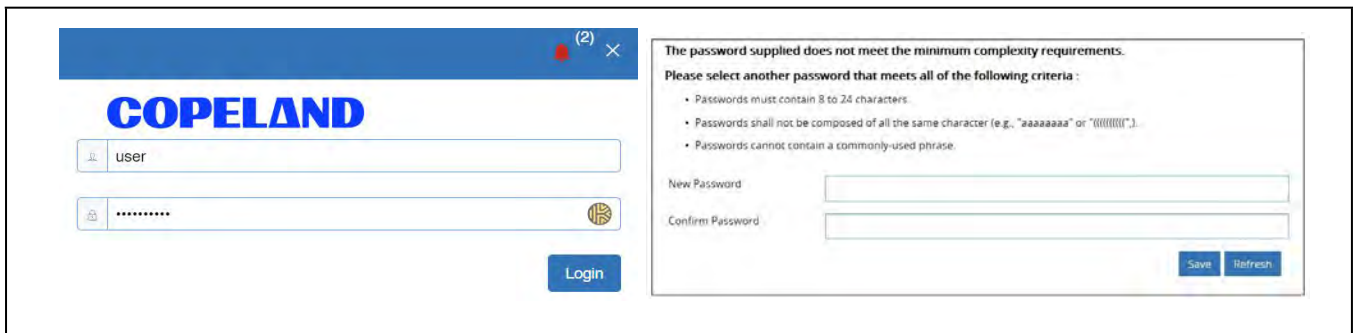 (2)
COPELAND
user
••••••••••
Login
The password supplied does not meet the minimum complexity requirements.
Please select another password that meets all of the following criteria :
• Passwords must contain 8 to 24 characters.
• Passwords shall not be composed of all the same character (e.g., "aaaaaaaa" or "((((((((((",).
• Passwords cannot contain a commonly-used phrase.
New Password
Confirm Password
Save Refresh